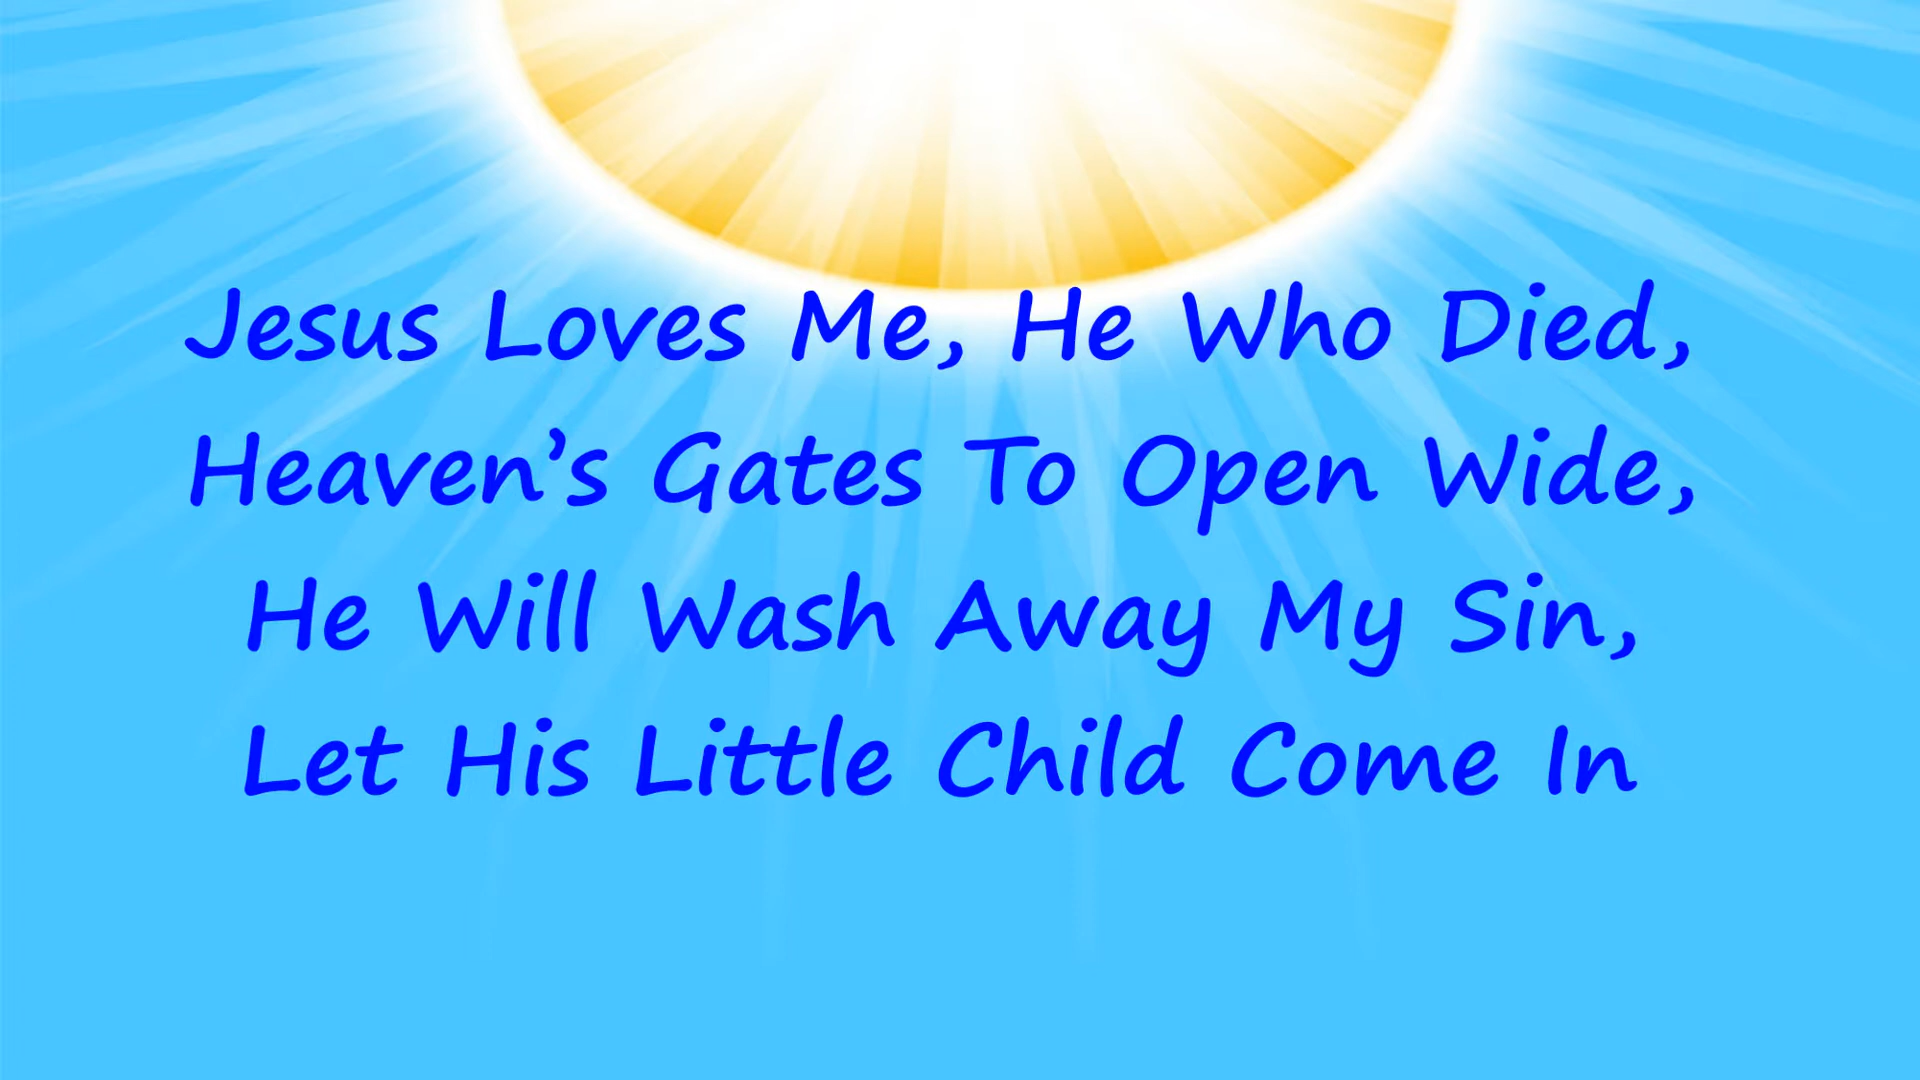 Jesus Loves Me, He Who Died,
Heaven’s Gates To Open Wide,
He Will Wash Away My Sin,
Let His Little Child Come In